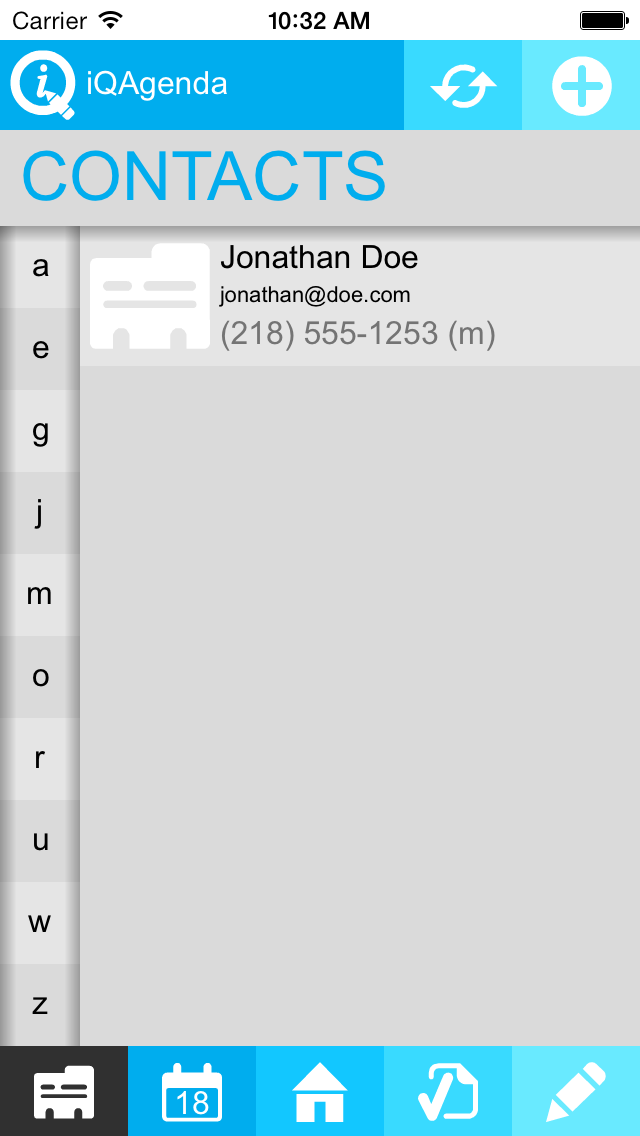 Carrier 10:32 AM
iQAgenda
CONTACTS
a
Jonathan Doe
jonathan@doe.com
(218) 555-1253 (m)
e
g
j
m
o
r
u
w
z
18